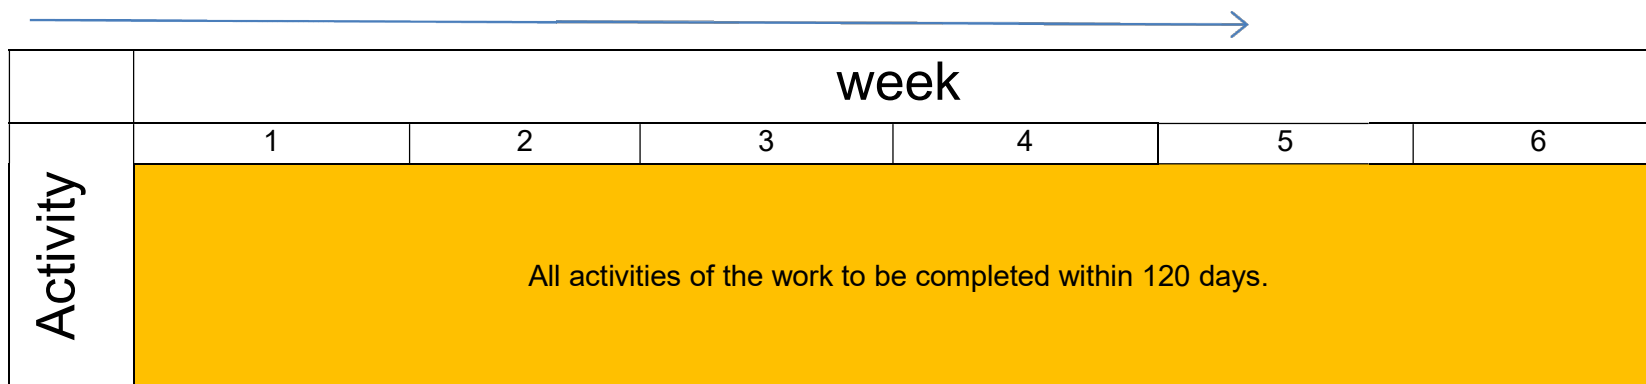 week
1 2 3 4 5 6
Activity
All activities of the work to be completed within 120 days.